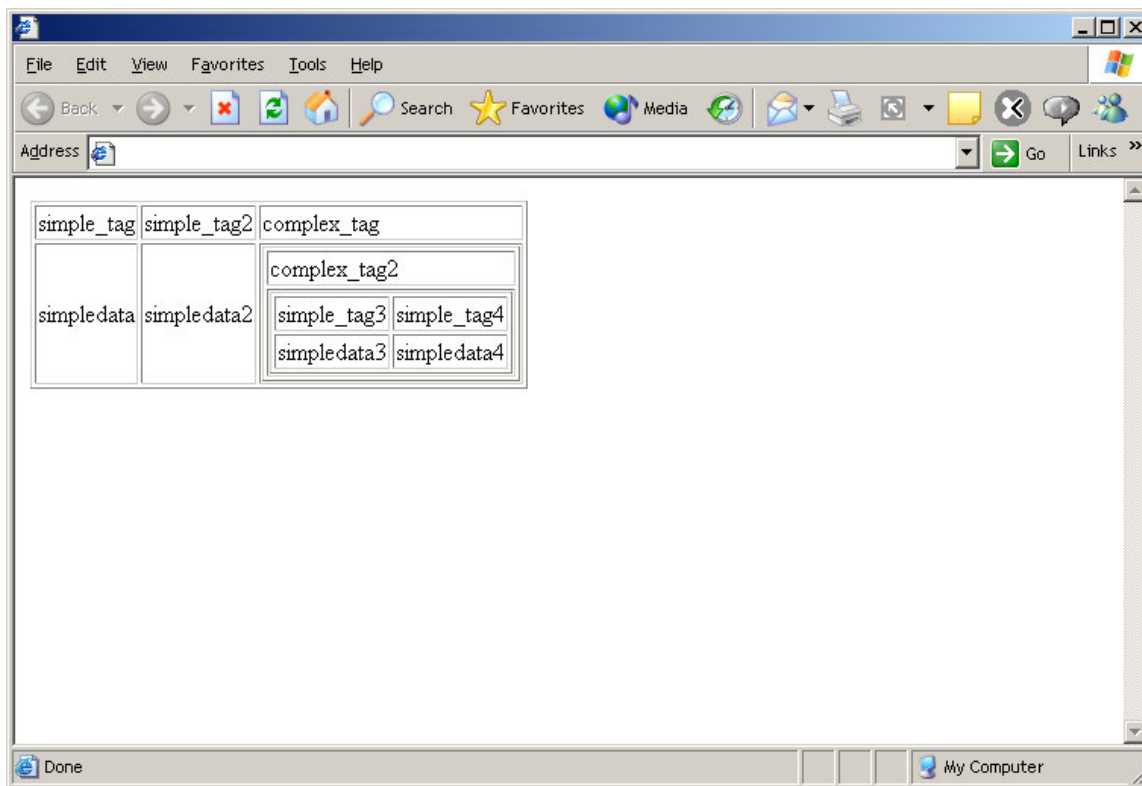 File Edit View Favorites Tools Help
Back Search Favorites Media
Address Go Links »
simple_tag simple_tag2 complex_tag
complex_tag2
simpledata simpledata2 simple_tag3 simple_tag4
simpledata3 simpledata4
Done My Computer